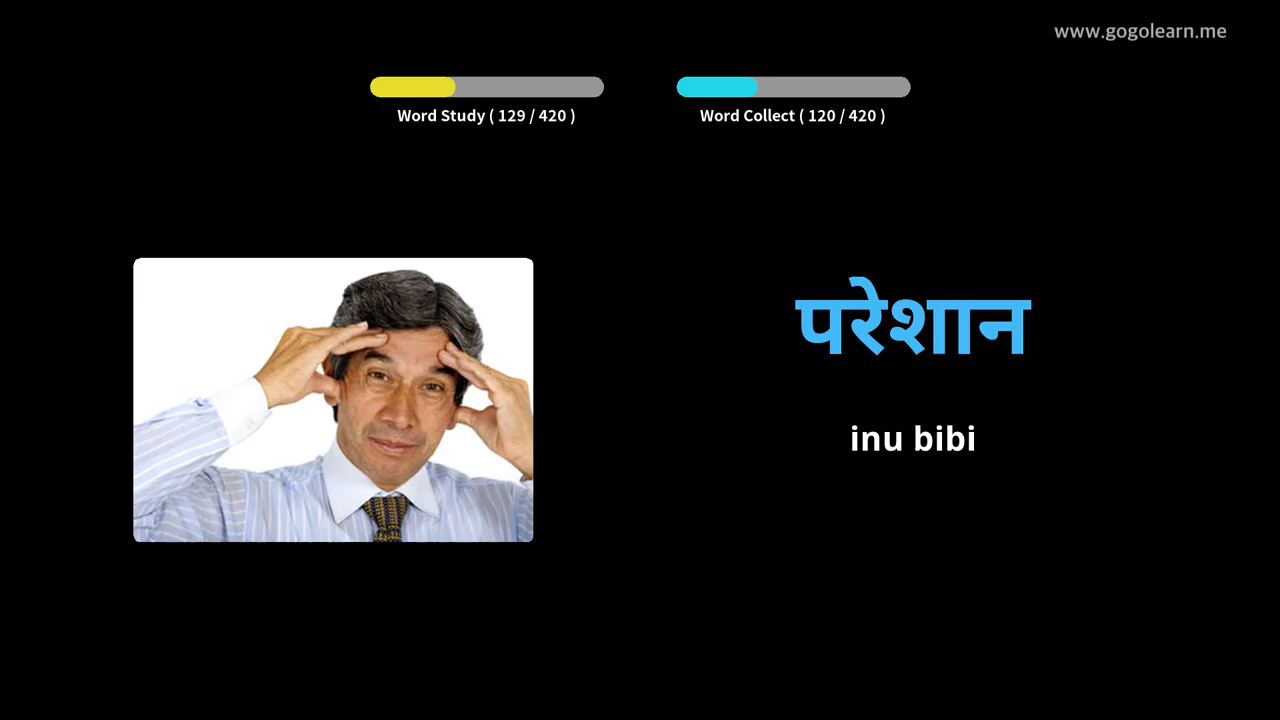 www.gogolearn.me
Word Study ( 129 / 420 )
Word Collect ( 120 / 420 )
परेशान
inu bibi